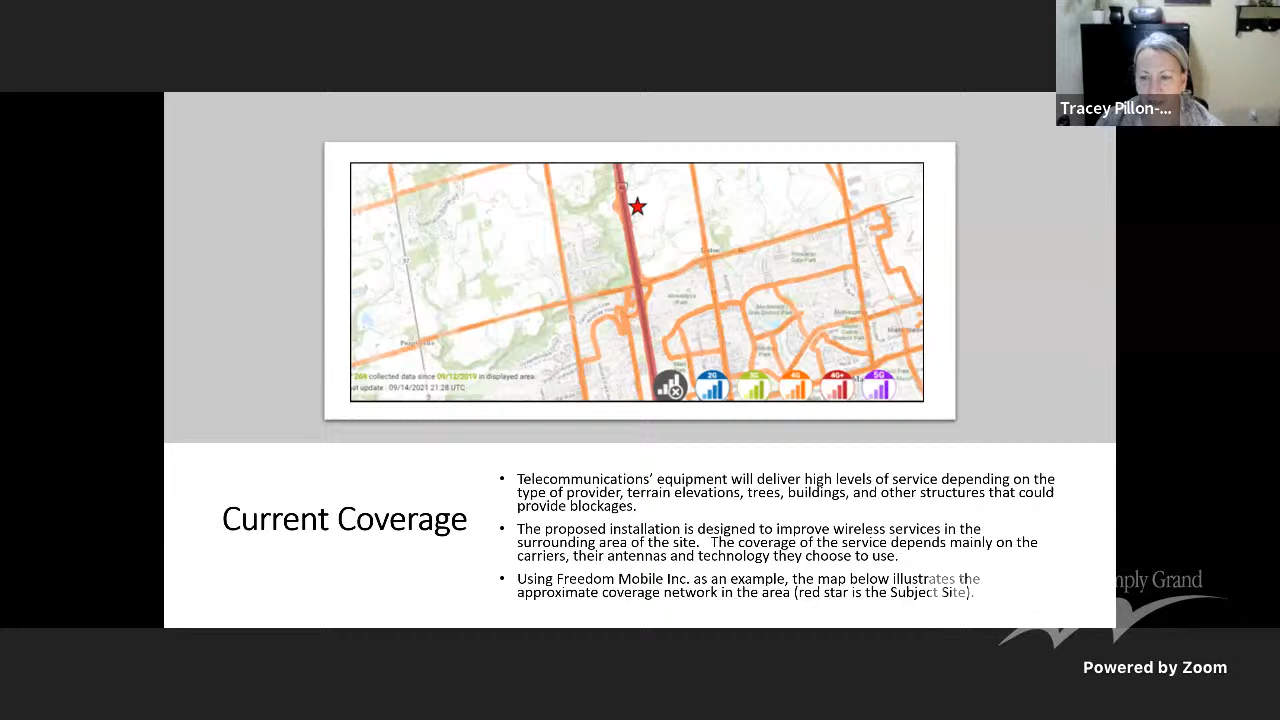 Tracey Pillon-...
269 collected data since 09/12/2019 in displayed area.
ast update : 09/14/2021 21:28 UTC
2G
3G
4G
4G+
5G
Current Coverage
• Telecommunications’ equipment will deliver high levels of service depending on the
type of provider, terrain elevations, trees, buildings, and other structures that could
provide blockages.
• The proposed installation is designed to improve wireless services in the
surrounding area of the site. The coverage of the service depends mainly on the
carriers, their antennas and technology they choose to use.
• Using Freedom Mobile Inc. as an example, the map below illustrates the
approximate coverage network in the area (red star is the Subject Site).
mply Grand
Powered by Zoom